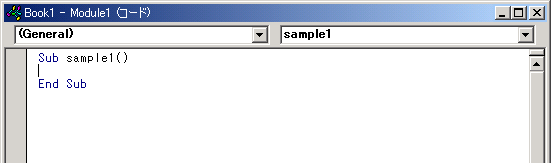 Book1 - Module1 (コード)
(General) sample1
Sub sample1()
End Sub